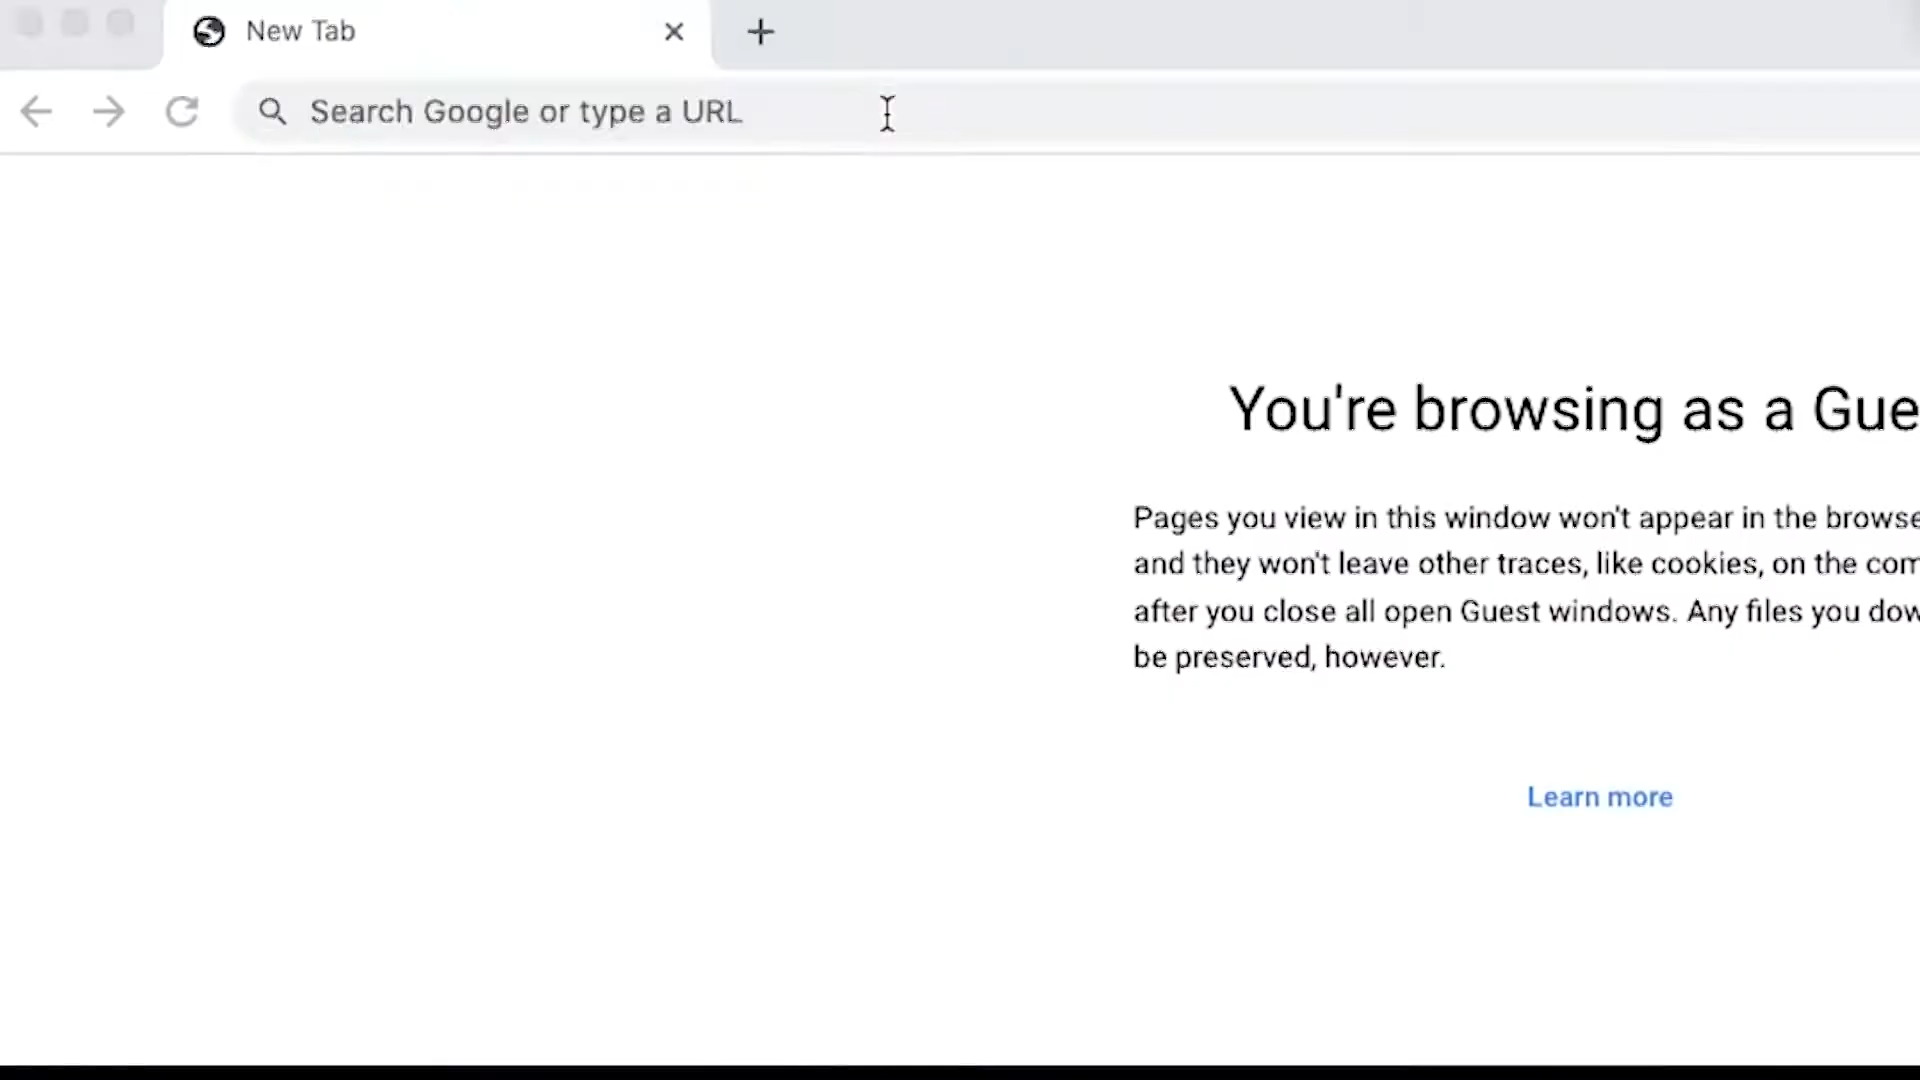 New Tab
Search Google or type a URL
You're browsing as a Gue
Pages you view in this window won't appear in the browse
and they won't leave other traces, like cookies, on the com
after you close all open Guest windows. Any files you dow
be preserved, however.
Learn more